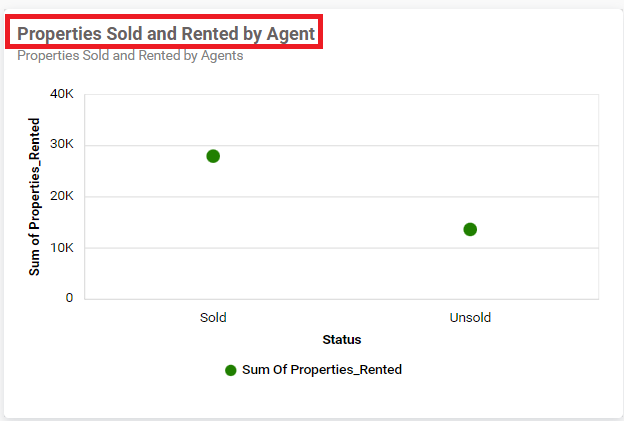 Properties Sold and Rented by Agent
Properties Sold and Rented by Agents
40K
30K
20K
10K
0
Sum of Properties_Rented
Sold
Unsold
Status
Sum Of Properties_Rented